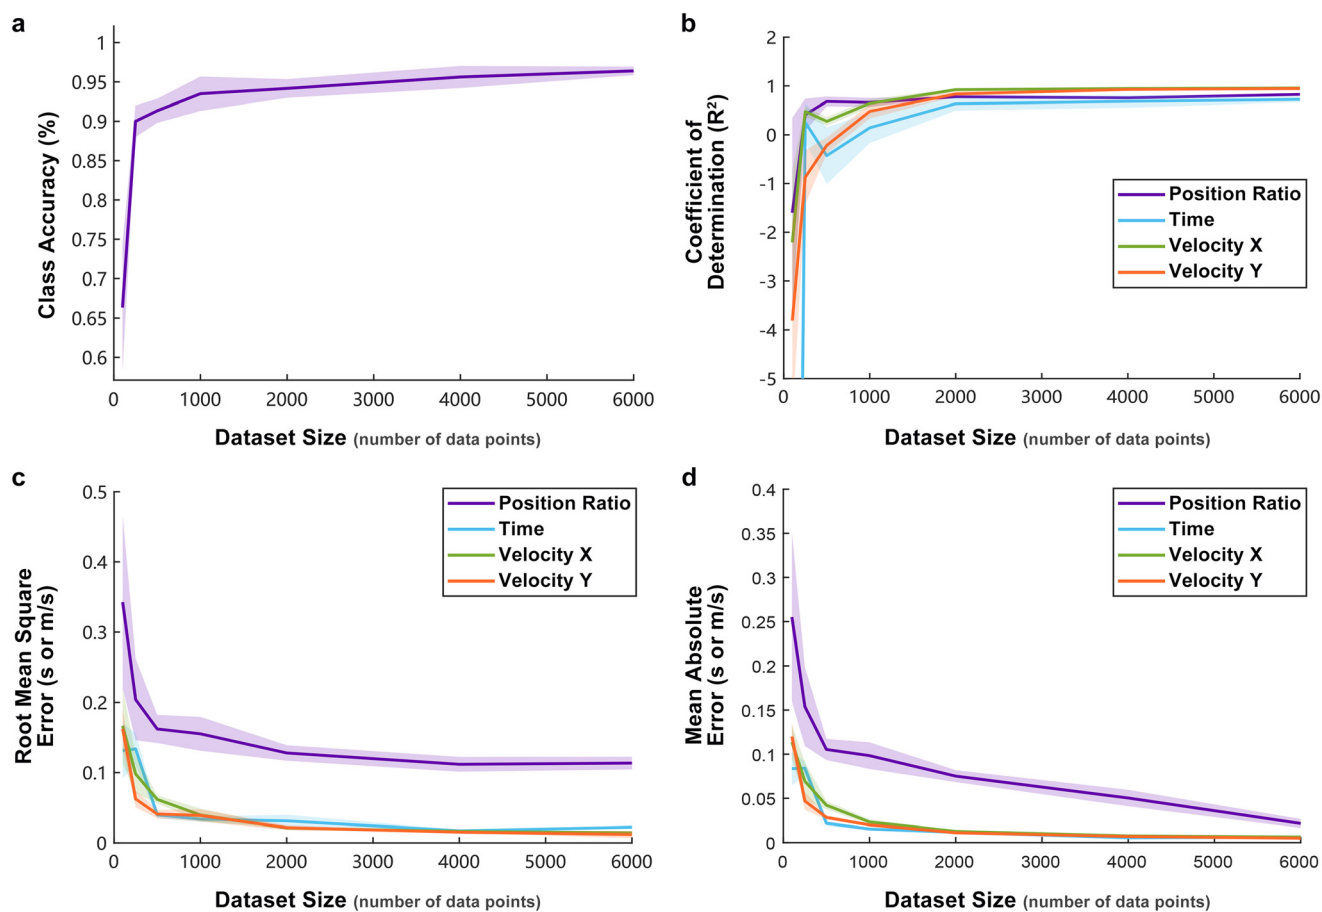 a
Class Accuracy (%)
1
0.95
0.9
0.85
0.8
0.75
0.7
0.65
0.6
0 1000 2000 3000 4000 5000 6000
Dataset Size (number of data points)
b
Coefficient of
Determination (R²)
2
1
0
-1
-2
-3
-4
-5
Position Ratio
Time
Velocity X
Velocity Y
0 1000 2000 3000 4000 5000 6000
Dataset Size (number of data points)
c
Root Mean Square
Error (s or m/s)
0.5
0.4
0.3
0.2
0.1
0
Position Ratio
Time
Velocity X
Velocity Y
0 1000 2000 3000 4000 5000 6000
Dataset Size (number of data points)
d
Mean Absolute
Error (s or m/s)
0.4
0.35
0.3
0.25
0.2
0.15
0.1
0.05
0
Position Ratio
Time
Velocity X
Velocity Y
0 1000 2000 3000 4000 5000 6000
Dataset Size (number of data points)